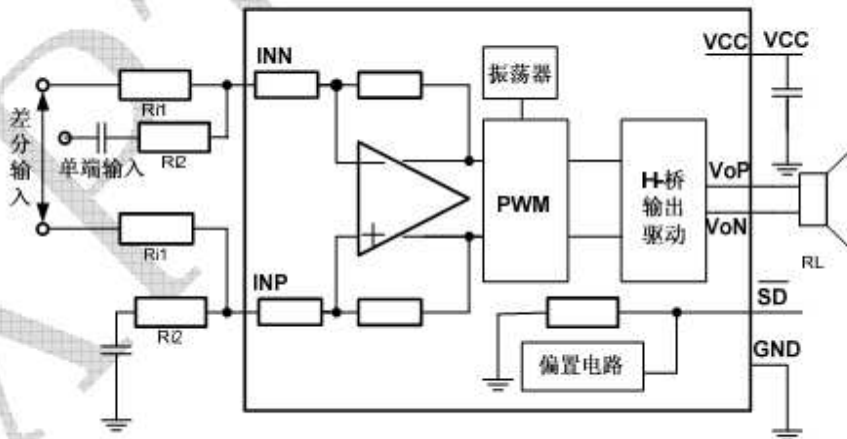 VCC
VCC
INN
振荡器
Ri1
差分输入
单端输入
Ri2
PWM
H-桥
输出
驱动
VoP
VoN
RL
Ri1
INP
Ri2
SD
GND
偏置电路